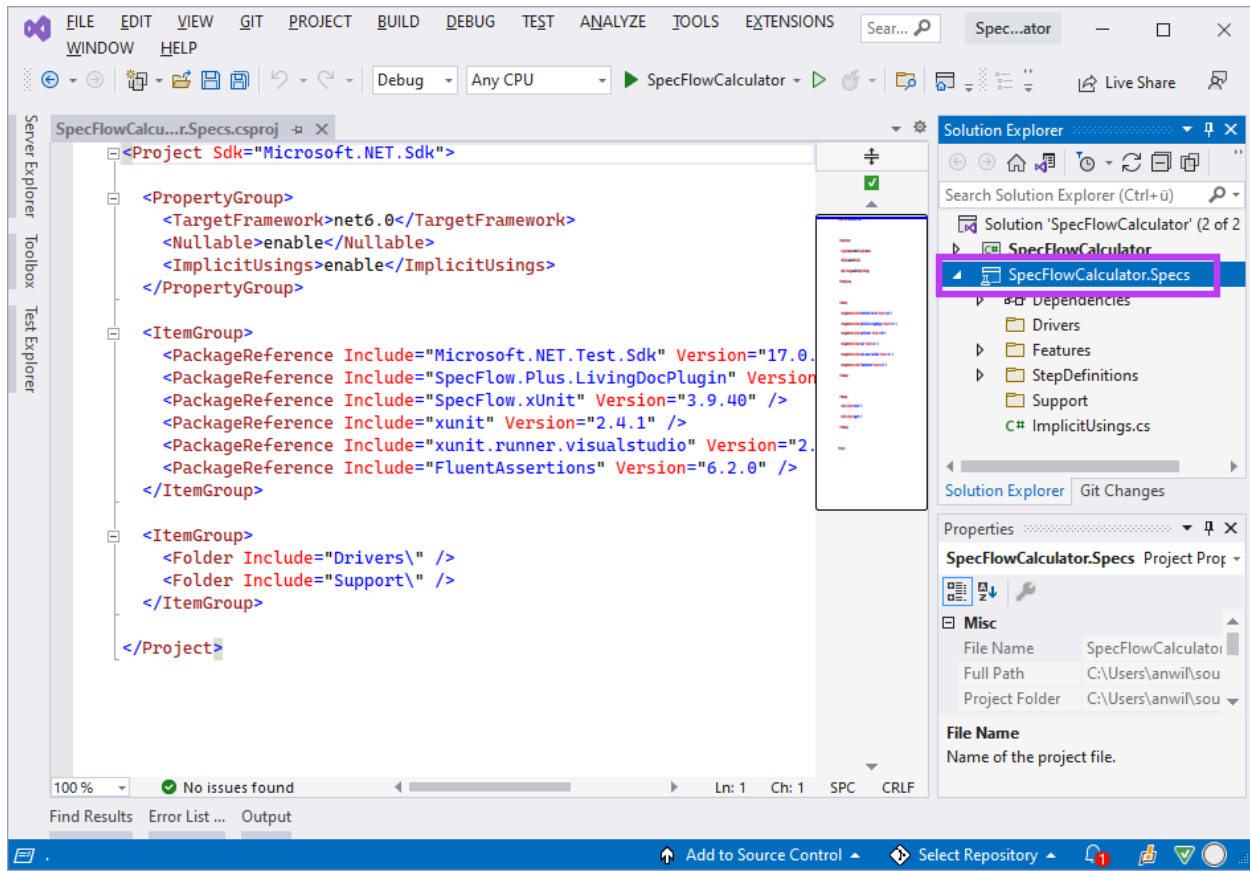 FILE EDIT VIEW GIT PROJECT BUILD DEBUG TEST ANALYZE TOOLS EXTENSIONS Sear... Spec...ator
WINDOW HELP
Debug Any CPU SpecFlowCalculator Live Share
Server Explorer
Toolbox
Test Explorer
SpecFlowCalcu...r.Specs.csproj
<Project Sdk="Microsoft.NET.Sdk">
<PropertyGroup>
<TargetFramework>net6.0</TargetFramework>
<Nullable>enable</Nullable>
<ImplicitUsings>enable</ImplicitUsings>
</PropertyGroup>
<ItemGroup>
<PackageReference Include="Microsoft.NET.Test.Sdk" Version="17.0.
<PackageReference Include="SpecFlow.Plus.LivingDocPlugin" Version
<PackageReference Include="SpecFlow.xUnit" Version="3.9.40" />
<PackageReference Include="xunit" Version="2.4.1" />
<PackageReference Include="xunit.runner.visualstudio" Version="2.
<PackageReference Include="FluentAssertions" Version="6.2.0" />
</ItemGroup>
<ItemGroup>
<Folder Include="Drivers\" />
<Folder Include="Support\" />
</ItemGroup>
</Project>
100 % No issues found Ln: 1 Ch: 1 SPC CRLF
Solution Explorer
Search Solution Explorer (Ctrl+ü)
Solution 'SpecFlowCalculator' (2 of 2
C# SpecFlowCalculator
SpecFlowCalculator.Specs
Dependencies
Drivers
Features
StepDefinitions
Support
C# ImplicitUsings.cs
Solution Explorer Git Changes
Properties
SpecFlowCalculator.Specs Project Prop
Misc
File Name SpecFlowCalculator
Full Path C:\Users\anwil\sou
Project Folder C:\Users\anwil\sou
File Name
Name of the project file.
Find Results Error List ... Output
Add to Source Control Select Repository 1